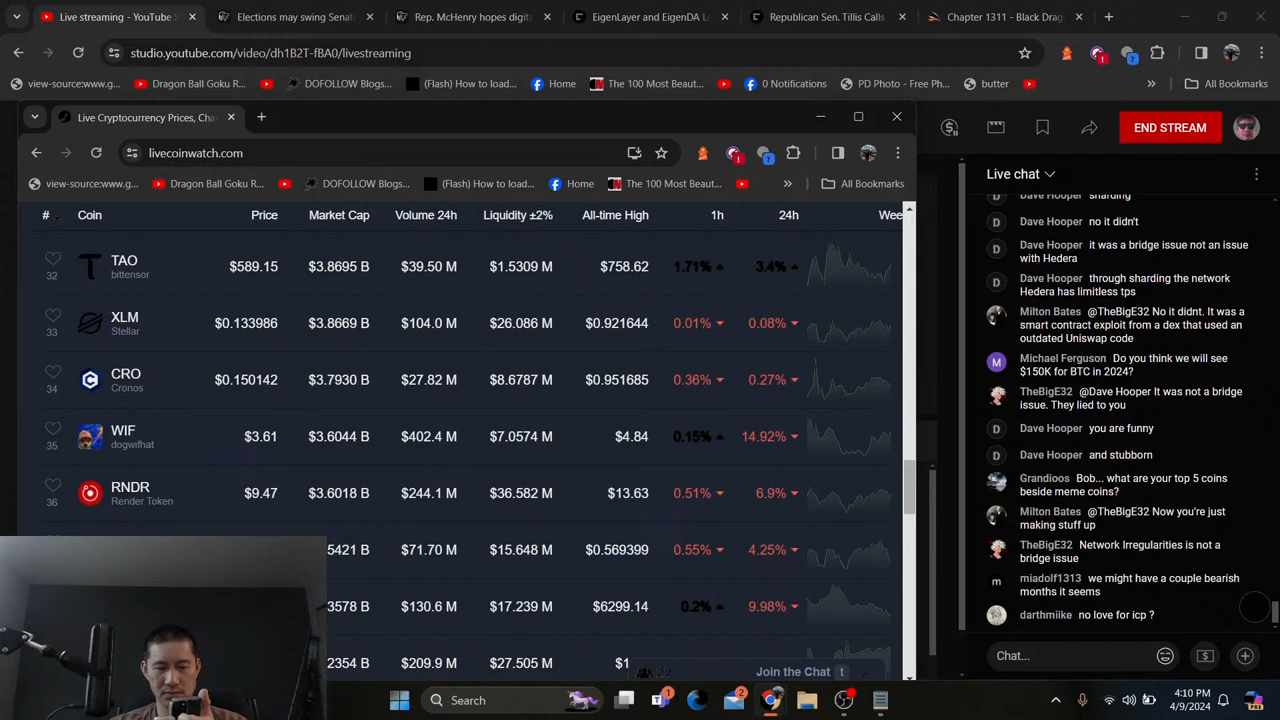 Live streaming - YouTube S
Elections may swing Senat
Rep. McHenry hopes digita
EigenLayer and EigenDA L
Republican Sen. Tillis Calls
Chapter 1311 - Black Drag
studio.youtube.com/video/dh1B2T-fBA0/livestreaming
view-source:www.g...
Dragon Ball Goku R...
DOFOLLOW Blogs...
(Flash) How to load...
Home
The 100 Most Beaut...
0 Notifications
PD Photo - Free Ph...
butter
All Bookmarks
Live Cryptocurrency Prices, Cha
livecoinwatch.com
view-source:www.g...
Dragon Ball Goku R...
DOFOLLOW Blogs...
(Flash) How to load...
Home
The 100 Most Beaut...
All Bookmarks
# Coin Price Market Cap Volume 24h Liquidity ±2% All-time High 1h 24h Wee
32 TAO bittensor $589.15 $3.8695 B $39.50 M $1.5309 M $758.62 1.71% 3.4%
33 XLM Stellar $0.133986 $3.8669 B $104.0 M $26.086 M $0.921644 0.01% 0.08%
34 CRO Cronos $0.150142 $3.7930 B $27.82 M $8.6787 M $0.951685 0.36% 0.27%
35 WIF dogwifhat $3.61 $3.6044 B $402.4 M $7.0574 M $4.84 0.15% 14.92%
36 RNDR Render Token $9.47 $3.6018 B $244.1 M $36.582 M $13.63 0.51% 6.9%
5421 B $71.70 M $15.648 M $0.569399 0.55% 4.25%
3578 B $130.6 M $17.239 M $6299.14 0.2% 9.98%
2354 B $209.9 M $27.505 M $1
Join the Chat t
END STREAM
Live chat
sharding
Dave Hooper no it didn't
Dave Hooper it was a bridge issue not an issue
with Hedera
Dave Hooper through sharding the network
Hedera has limitless tps
Milton Bates @TheBigE32 No it didnt. It was a
smart contract exploit from a dex that used an
outdated Uniswap code
Michael Ferguson Do you think we will see
$150K for BTC in 2024?
TheBigE32 @Dave Hooper It was not a bridge
issue. They lied to you
Dave Hooper you are funny
Dave Hooper and stubborn
Grandioos Bob... what are your top 5 coins
beside meme coins?
Milton Bates @TheBigE32 Now you're just
making stuff up
TheBigE32 Network Irregularities is not a
bridge issue
miadolf1313 we might have a couple bearish
months it seems
darthmiike no love for icp ?
Chat...
Search
4:10 PM
4/9/2024